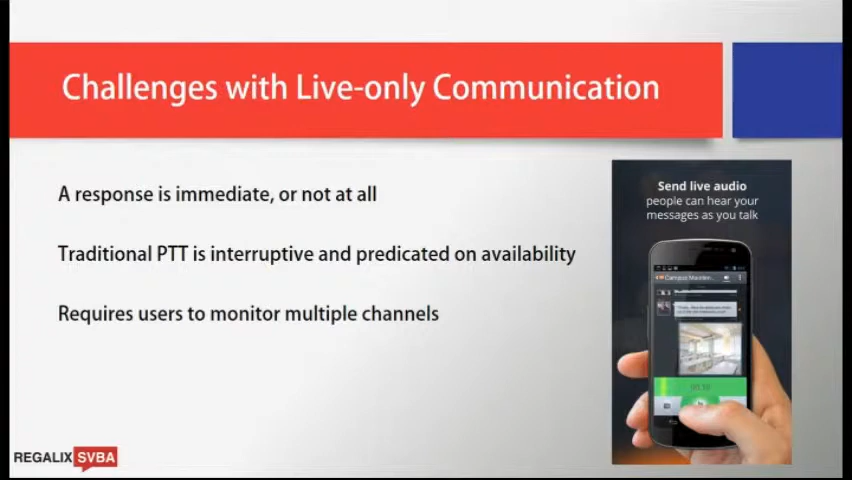 Challenges with Live-only Communication
A response is immediate, or not at all
Traditional PTT is interruptive and predicated on availability
Requires users to monitor multiple channels
Send live audio
people can hear your
messages as you talk
REGALIX SVBA